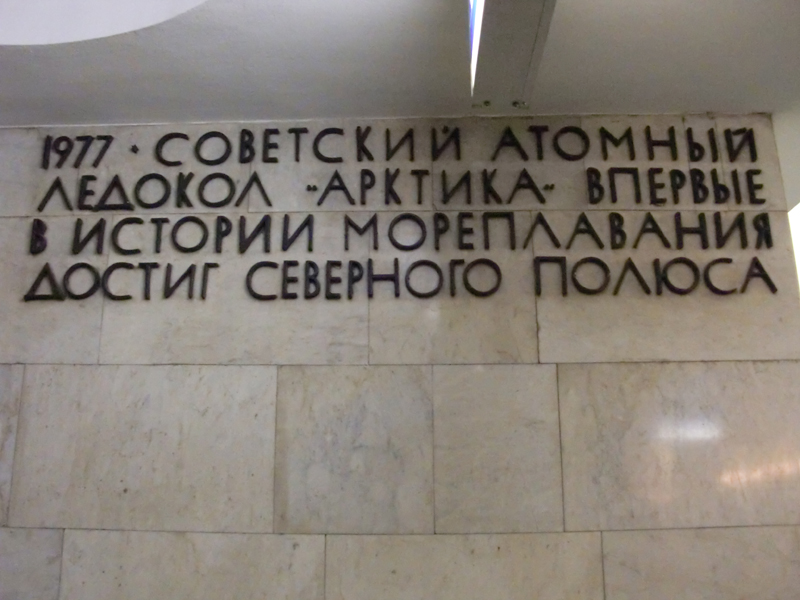 1977 · СОВЕТСКИЙ АТОМНЫЙ
ЛЕДОКОЛ "АРКТИКА" ВПЕРВЫЕ
В ИСТОРИИ МОРЕПЛАВАНИЯ
ДОСТИГ СЕВЕРНОГО ПОЛЮСА